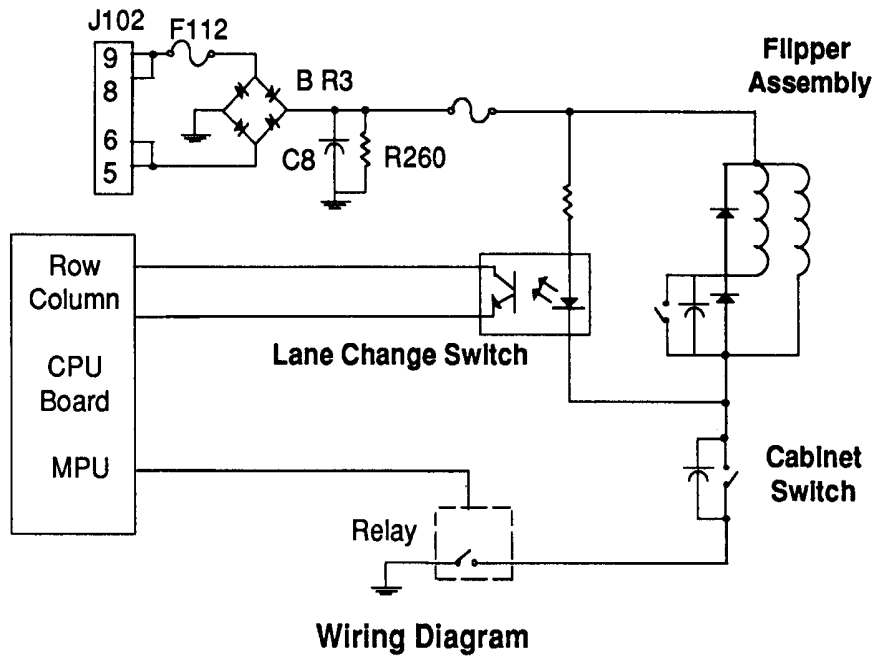 J102
F112
9
8
6
5
B R3
C8
R260
Flipper
Assembly
Row
Column
CPU
Board
MPU
Lane Change Switch
Cabinet
Switch
Relay
Wiring Diagram